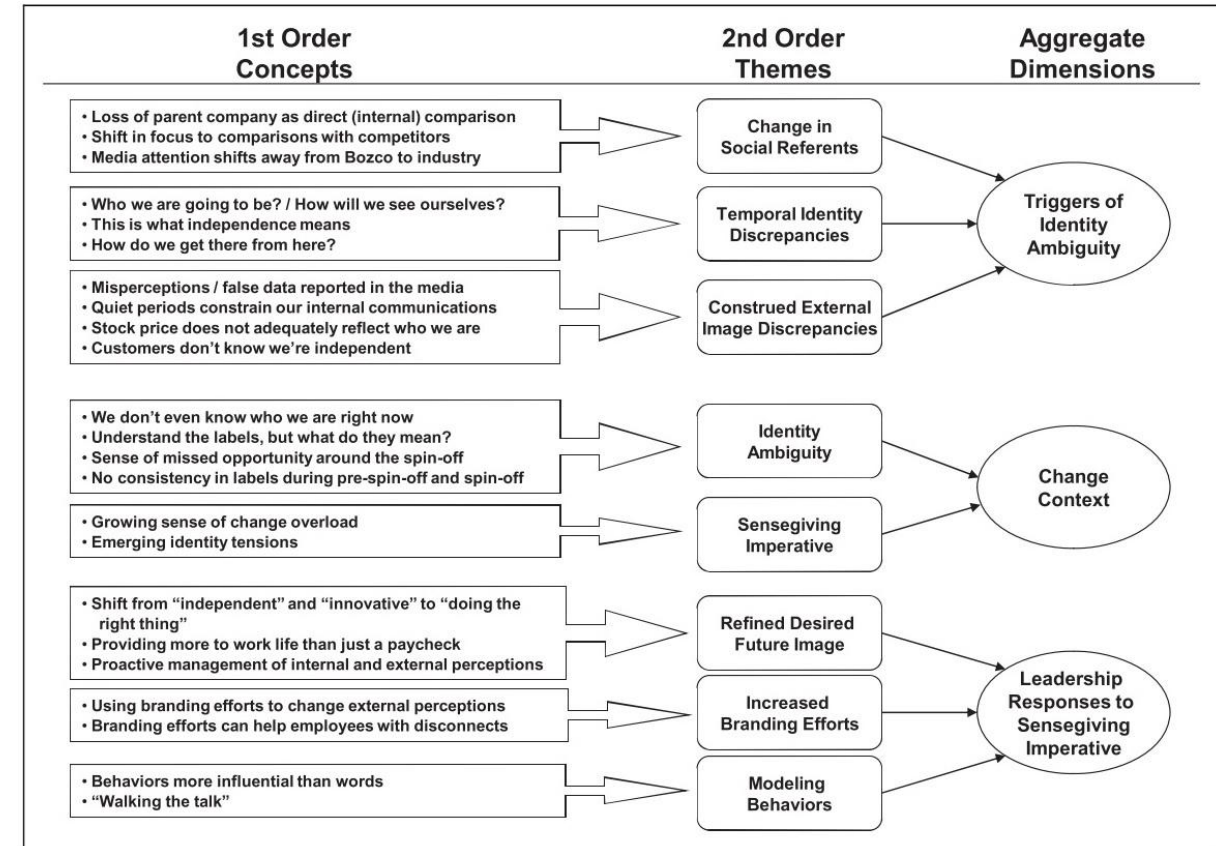 1st Order
Concepts
2nd Order
Themes
Aggregate
Dimensions
• Loss of parent company as direct (internal) comparison
• Shift in focus to comparisons with competitors
• Media attention shifts away from Bozco to industry
Change in
Social Referents
• Who we are going to be? / How will we see ourselves?
• This is what independence means
• How do we get there from here?
Temporal Identity
Discrepancies
• Misperceptions / false data reported in the media
• Quiet periods constrain our internal communications
• Stock price does not adequately reflect who we are
• Customers don’t know we’re independent
Construed External
Image Discrepancies
Triggers of
Identity
Ambiguity
• We don’t even know who we are right now
• Understand the labels, but what do they mean?
• Sense of missed opportunity around the spin-off
• No consistency in labels during pre-spin-off and spin-off
Identity
Ambiguity
• Growing sense of change overload
• Emerging identity tensions
Sensegiving
Imperative
Change
Context
• Shift from “independent” and “innovative” to “doing the
right thing”
• Providing more to work life than just a paycheck
• Proactive management of internal and external perceptions
Refined Desired
Future Image
• Using branding efforts to change external perceptions
• Branding efforts can help employees with disconnects
Increased
Branding Efforts
• Behaviors more influential than words
• “Walking the talk”
Modeling
Behaviors
Leadership
Responses to
Sensegiving
Imperative